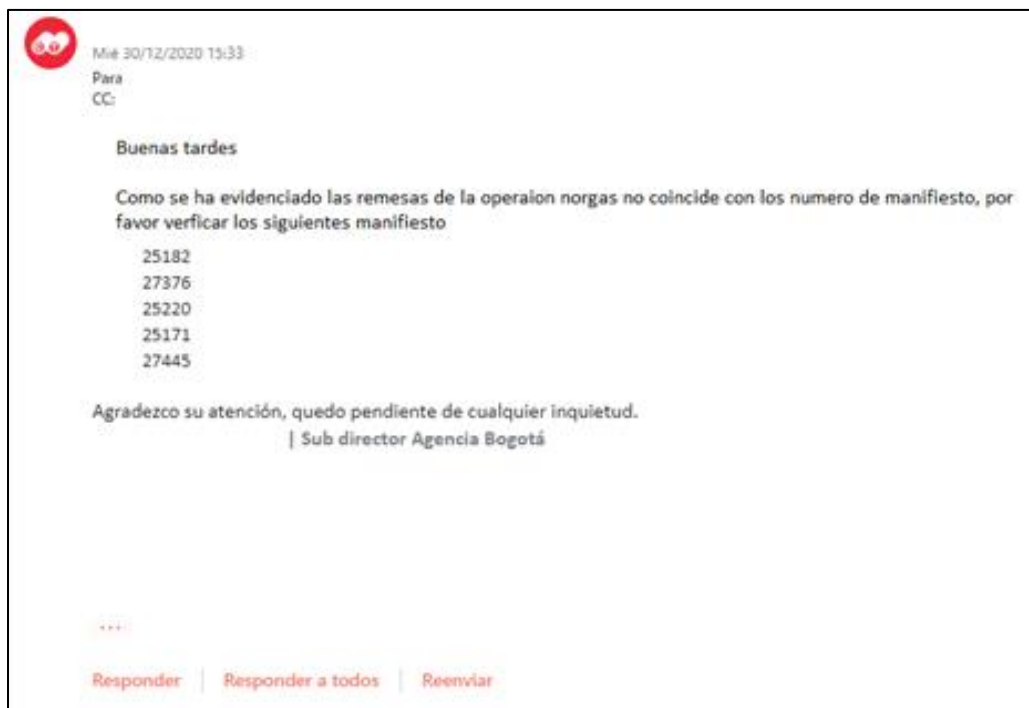 Mié 30/12/2020 15:33
Para
CC:
Buenas tardes
Como se ha evidenciado las remesas de la operaion norgas no coincide con los numero de manifiesto, por
favor verficar los siguientes manifiesto
25182
27376
25220
25171
27445
Agradezco su atención, quedo pendiente de cualquier inquietud.
| Sub director Agencia Bogotá
...
Responder | Responder a todos | Reenviar